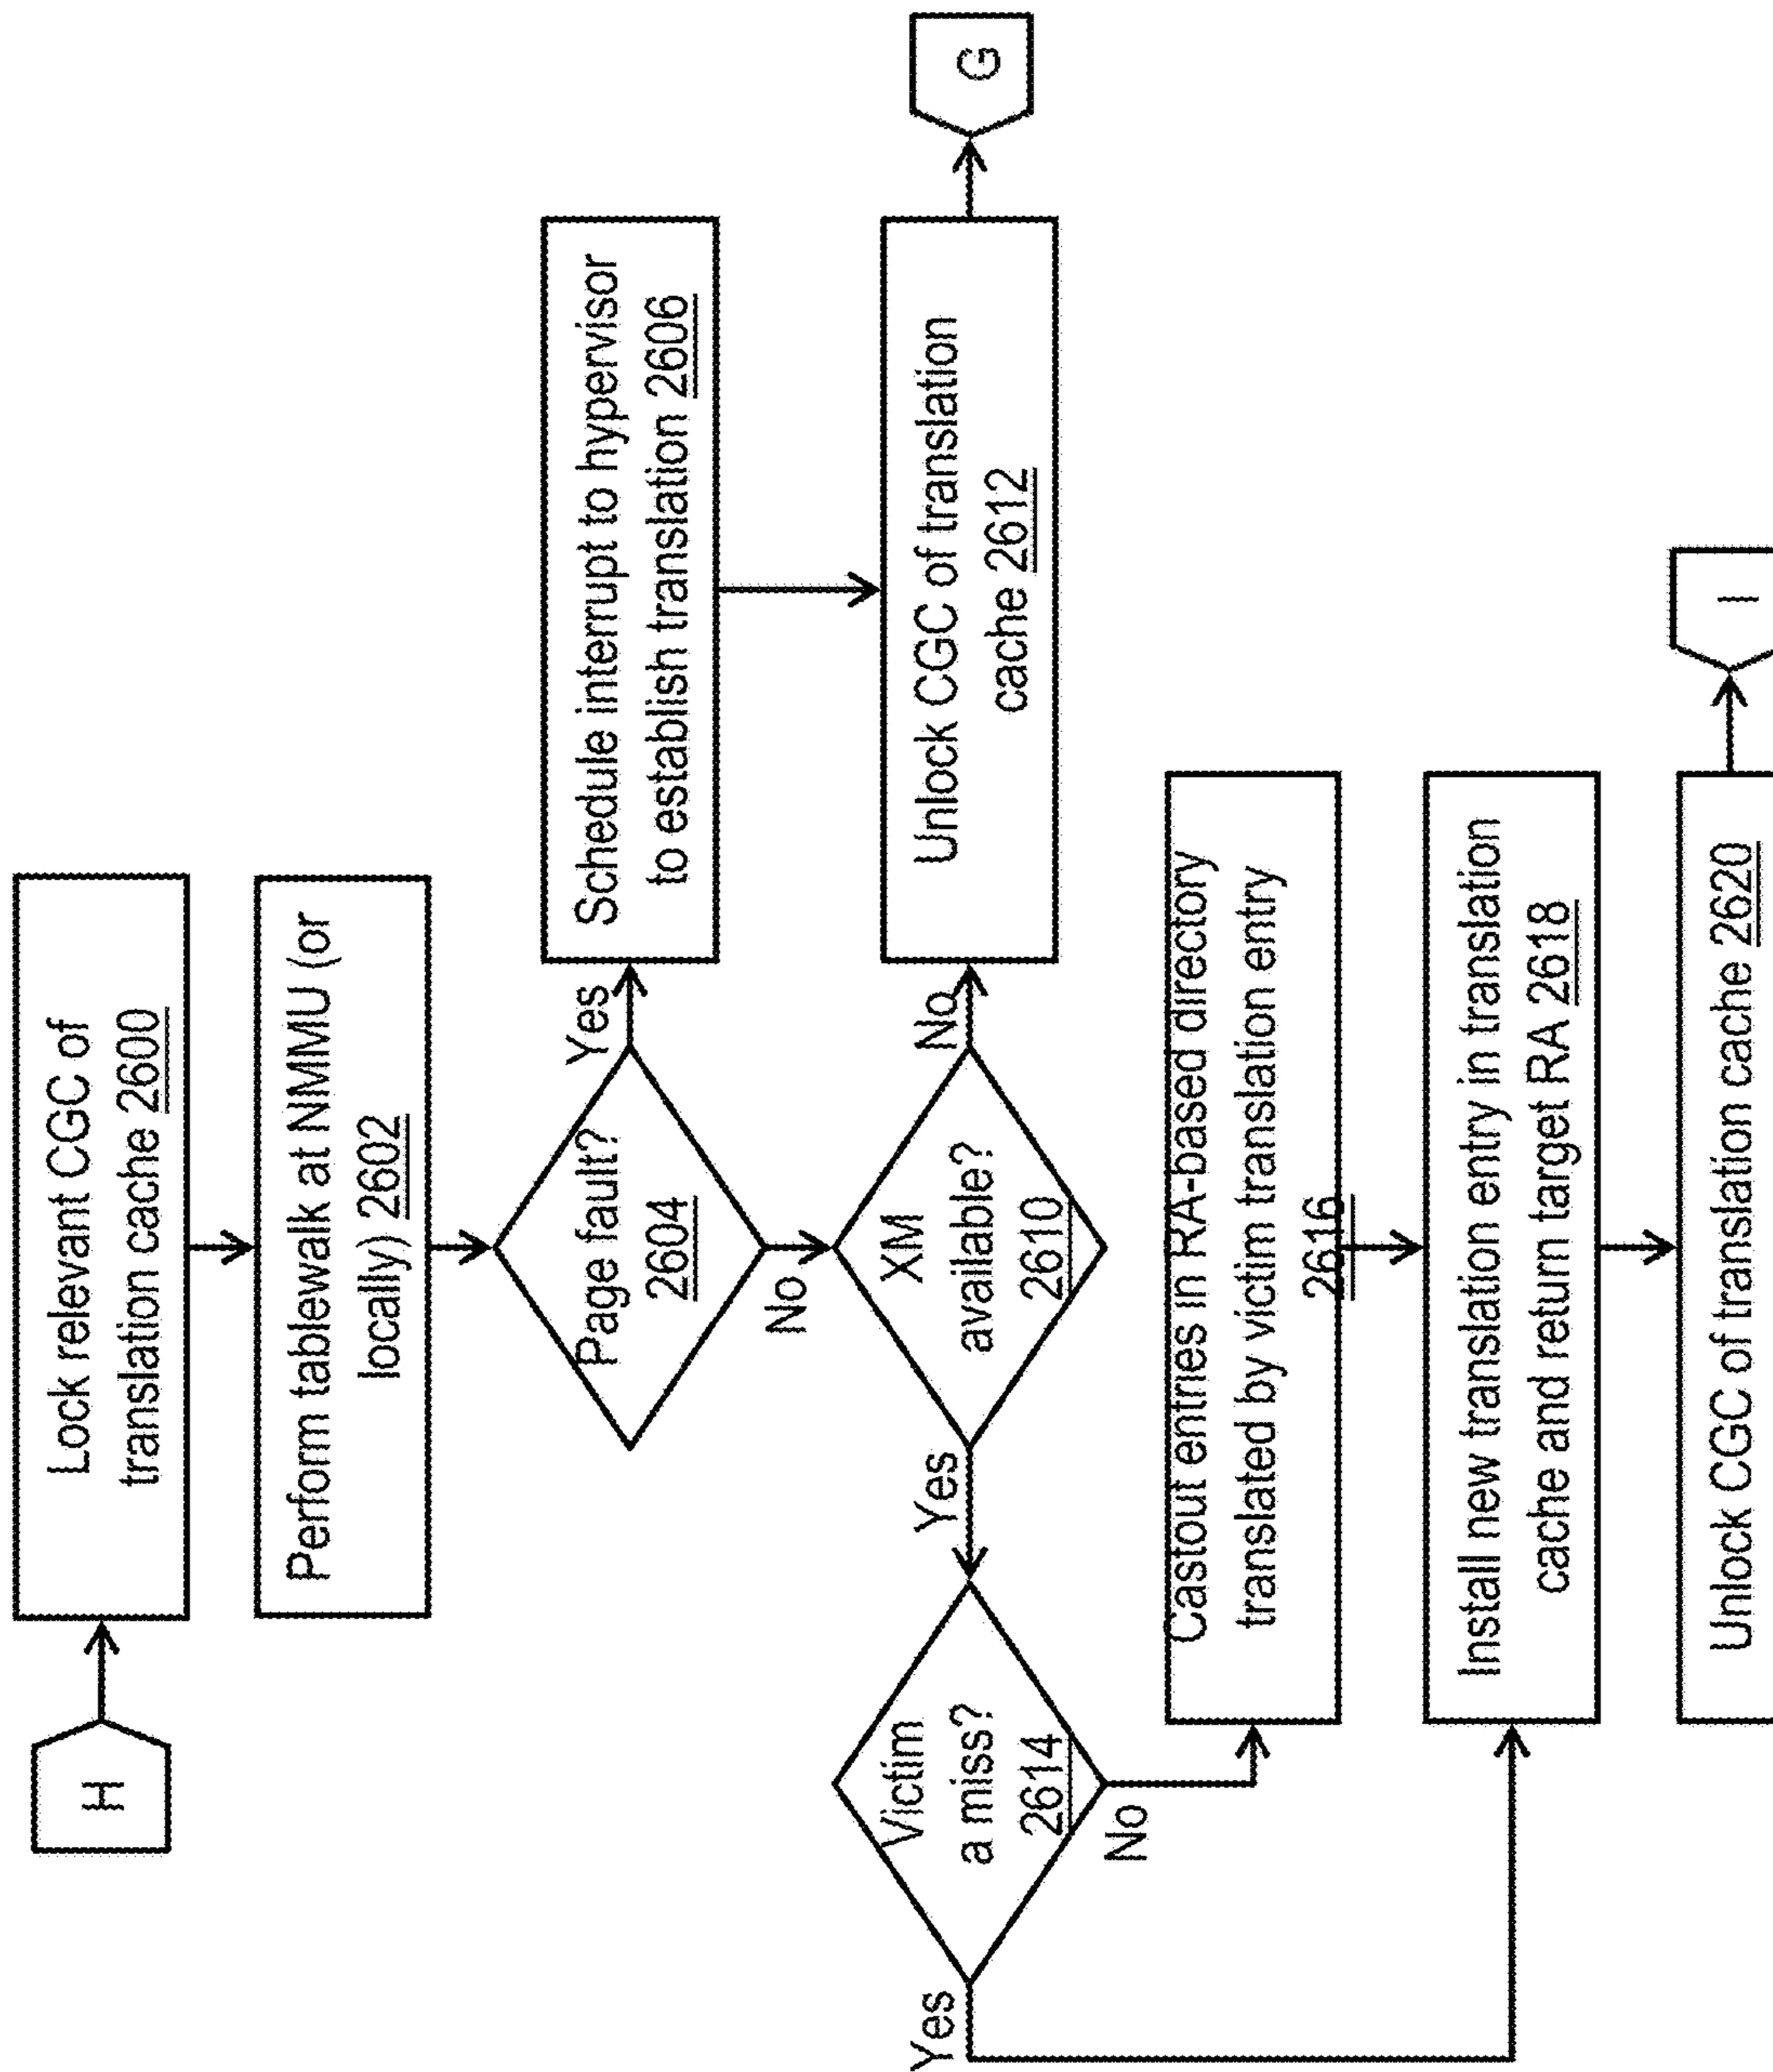 H
Lock relevant CGC of
translation cache 2600
Perform tablewalk at NMMU (or
locally) 2602
Page fault?
2604
Yes
No
Schedule interrupt to hypervisor
to establish translation 2606
XM
available?
2610
No
Yes
Unlock CGC of translation
cache 2612
G
Victim
a miss?
2614
Yes
No
Castout entries in RA-based directory
translated by victim translation entry
2616
Install new translation entry in translation
cache and return target RA 2618
Unlock CGC of translation cache 2620
I